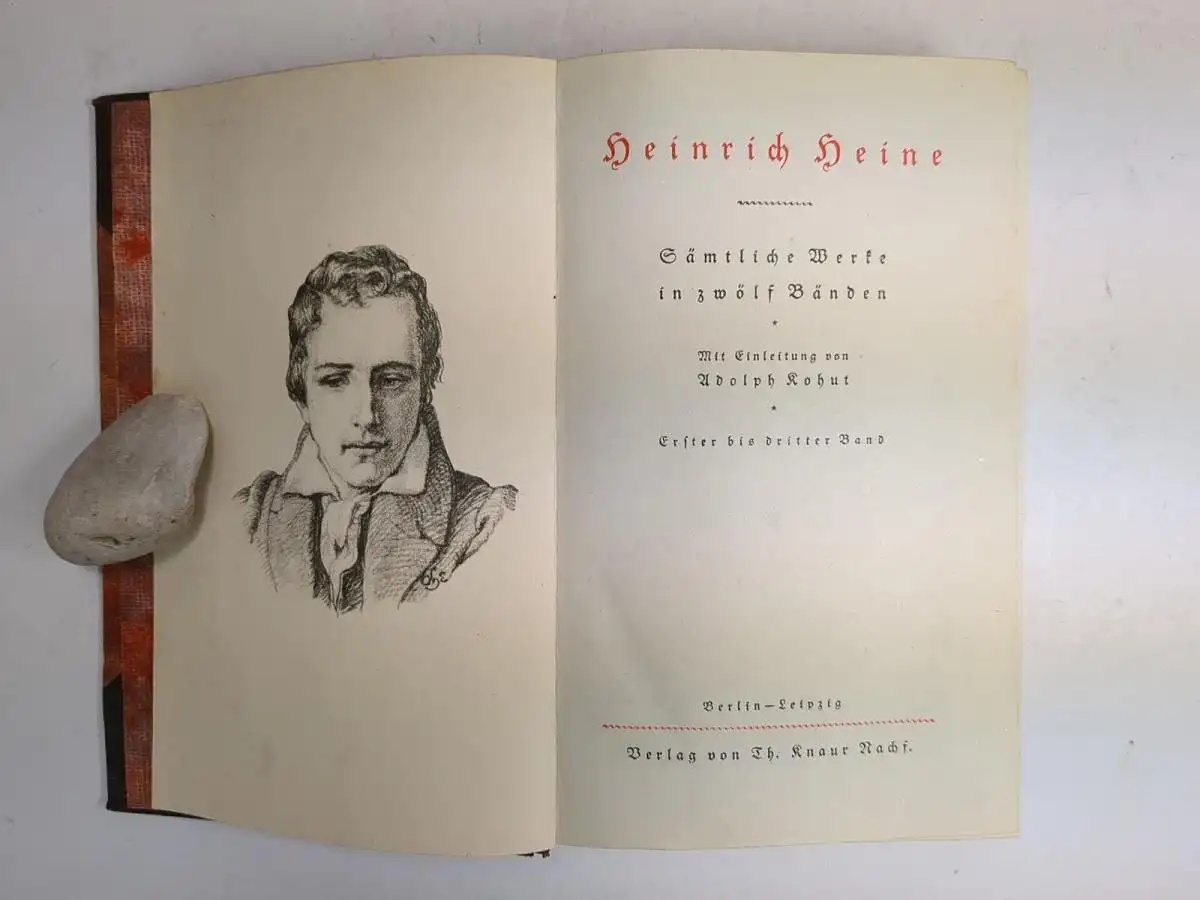 Heinrich Heine
Sämtliche Werke
in zwölf Bänden
Mit Einleitung von
Adolph Kohut
Erster bis dritter Band
Berlin–Leipzig
Verlag von Th. Knaur Nachf.